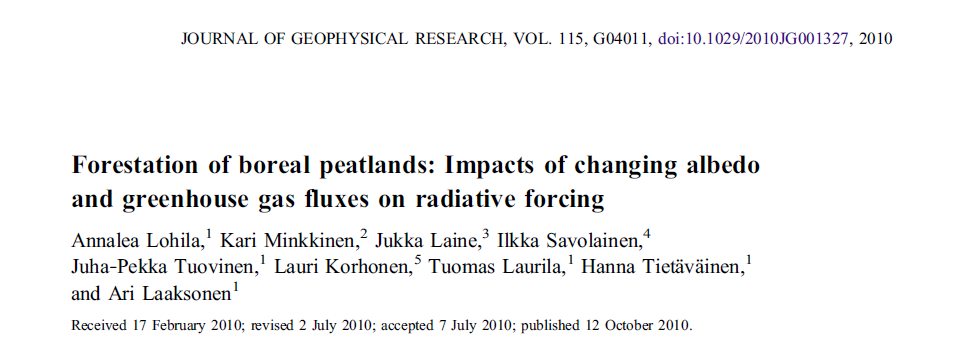 JOURNAL OF GEOPHYSICAL RESEARCH, VOL. 115, G04011, doi:10.1029/2010JG001327, 2010
Forestation of boreal peatlands: Impacts of changing albedo
and greenhouse gas fluxes on radiative forcing
Annalea Lohila,1 Kari Minkkinen,2 Jukka Laine,3 Ilkka Savolainen,4
Juha-Pekka Tuovinen,1 Lauri Korhonen,5 Tuomas Laurila,1 Hanna Tietäväinen,1
and Ari Laaksonen1
Received 17 February 2010; revised 2 July 2010; accepted 7 July 2010; published 12 October 2010.